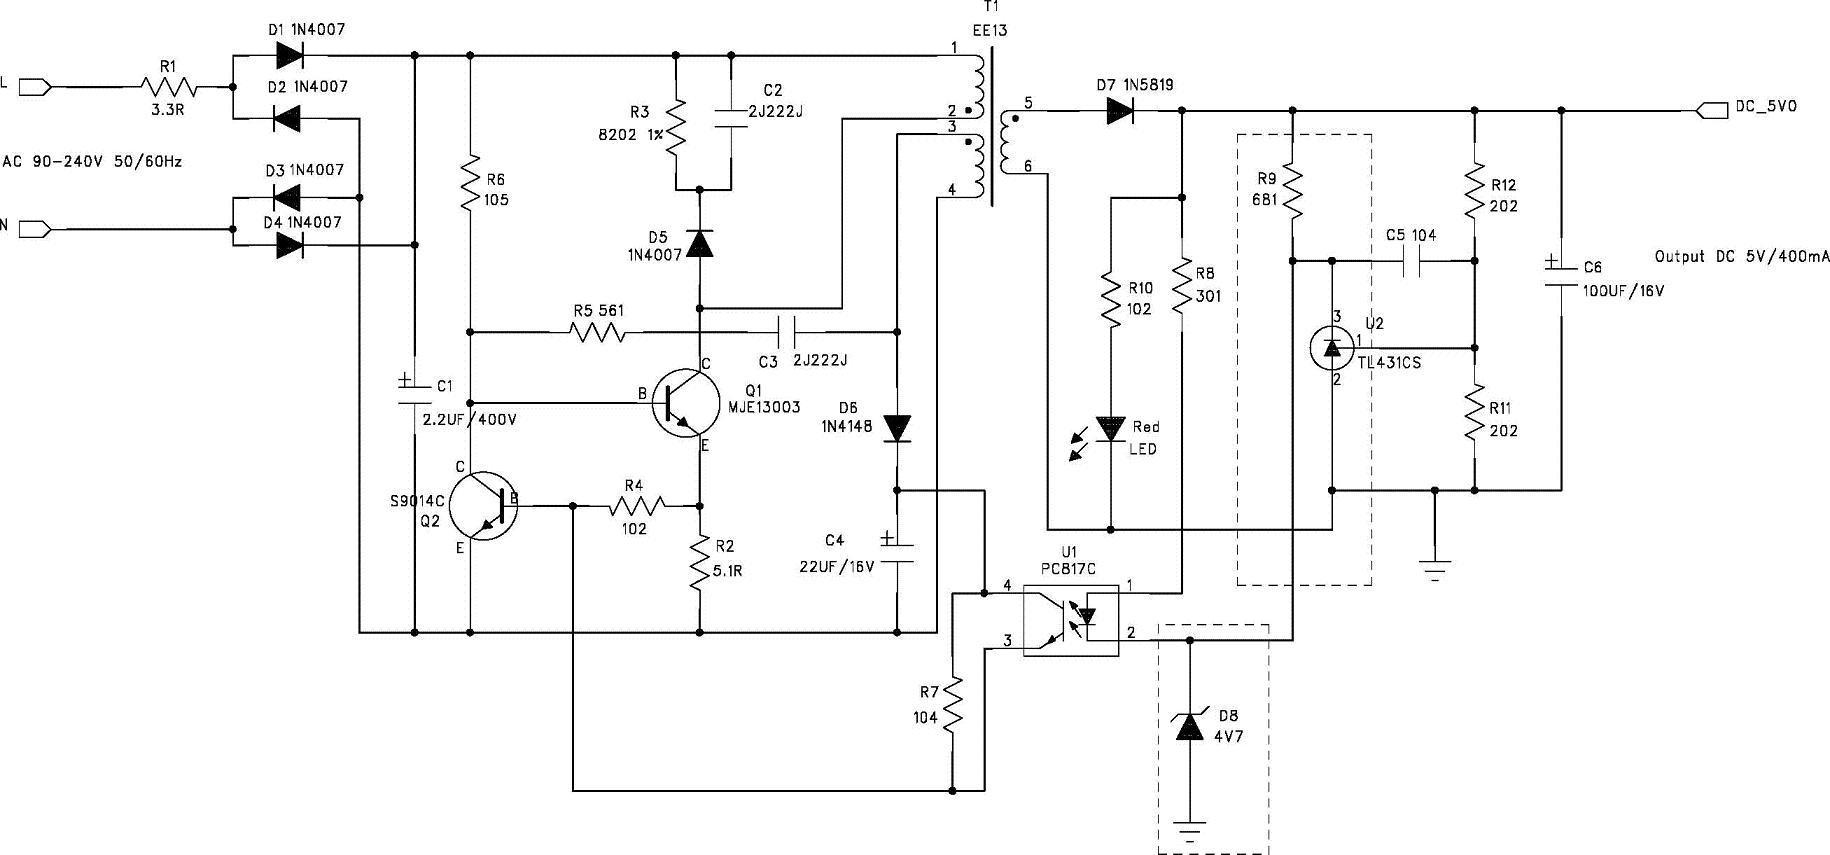 T1
EE13
D1 1N4007
L
R1
3.3R
D2 1N4007
AC 90-240V 50/60Hz
D3 1N4007
N
D4 1N4007
R3
8202 1%
C2
2J222J
1
2
3
4
5
6
D7 1N5819
DC_5V0
R6
105
D5
1N4007
R5 561
C3
2J222J
C1
2.2UF/400V
C
B
E
Q1
MJE13003
D6
1N4148
C
B
E
S9014C
Q2
R4
102
R2
5.1R
C4
22UF/16V
R9
681
R12
202
C5 104
R10
102
R8
301
3
U2
1
TL431CS
2
C6
100UF/16V
Output DC 5V/400mA
Red
LED
R11
202
U1
PC817C
4
1
3
2
R7
104
D8
4V7